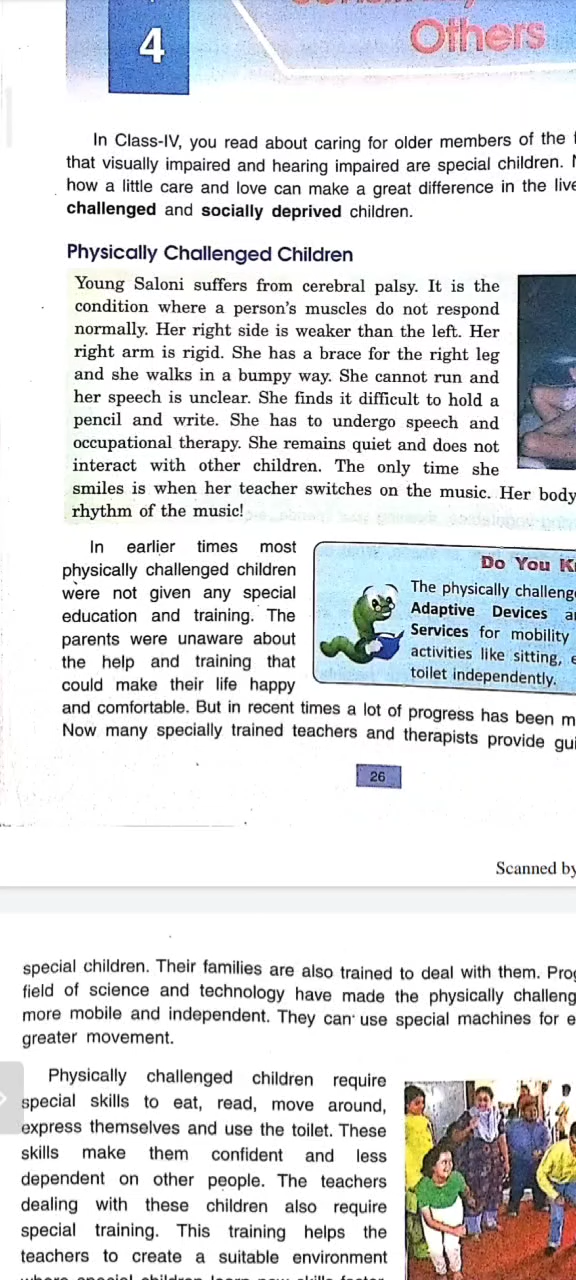 4
Others
In Class-IV, you read about caring for older members of the
that visually impaired and hearing impaired are special children.
how a little care and love can make a great difference in the
challenged and socially deprived children.
Physically Challenged Children
Young Saloni suffers from cerebral palsy. It is the
condition where a person's muscles do not respond
normally. Her right side is weaker than the left. Her
right arm is rigid. She has a brace for the right leg
and she walks in a bumpy way. She cannot run and
her speech is unclear. She finds it difficult to hold a
pencil and write. She has to undergo speech and
occupational therapy. She remains quiet and does not
interact with other children. The only time she
smiles is when her teacher switches on the music. Her body
rhythm of the music!
In earlier times most
physically challenged children
were not given any special
education and training. The
parents were unaware about
the help and training that
could make their life happy
Do You
The physically
Adaptive Devices
Services for mobility
activities like sitting,
toilet independently.
and comfortable. But in recent times a lot of progress has been
Now many specially trained teachers and therapists provide
26
Scanned by
special children. Their families are also trained to deal with them.
field of science and technology have made the physically
more mobile and independent. They can use special machines for
greater movement.
Physically challenged children require
special skills to eat, read, move around,
express themselves and use the toilet. These
skills make them confident and less
dependent on other people. The teachers
dealing with these children also require
special training. This training helps the
teachers to create a suitable environment